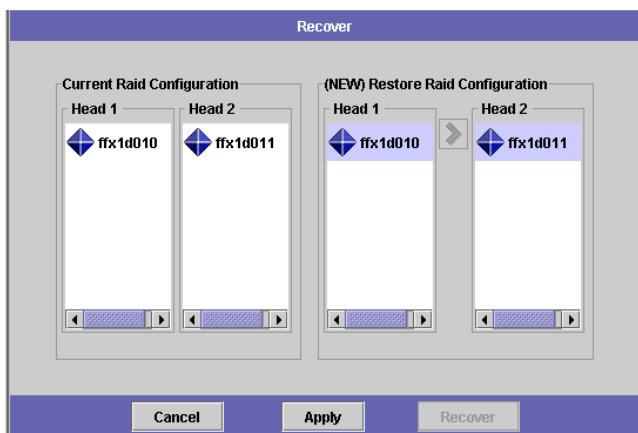 Recover
Current Raid Configuration
Head 1
Head 2
ffx1d010
ffx1d011
(NEW) Restore Raid Configuration
Head 1
Head 2
ffx1d010
ffx1d011
Cancel
Apply
Recover